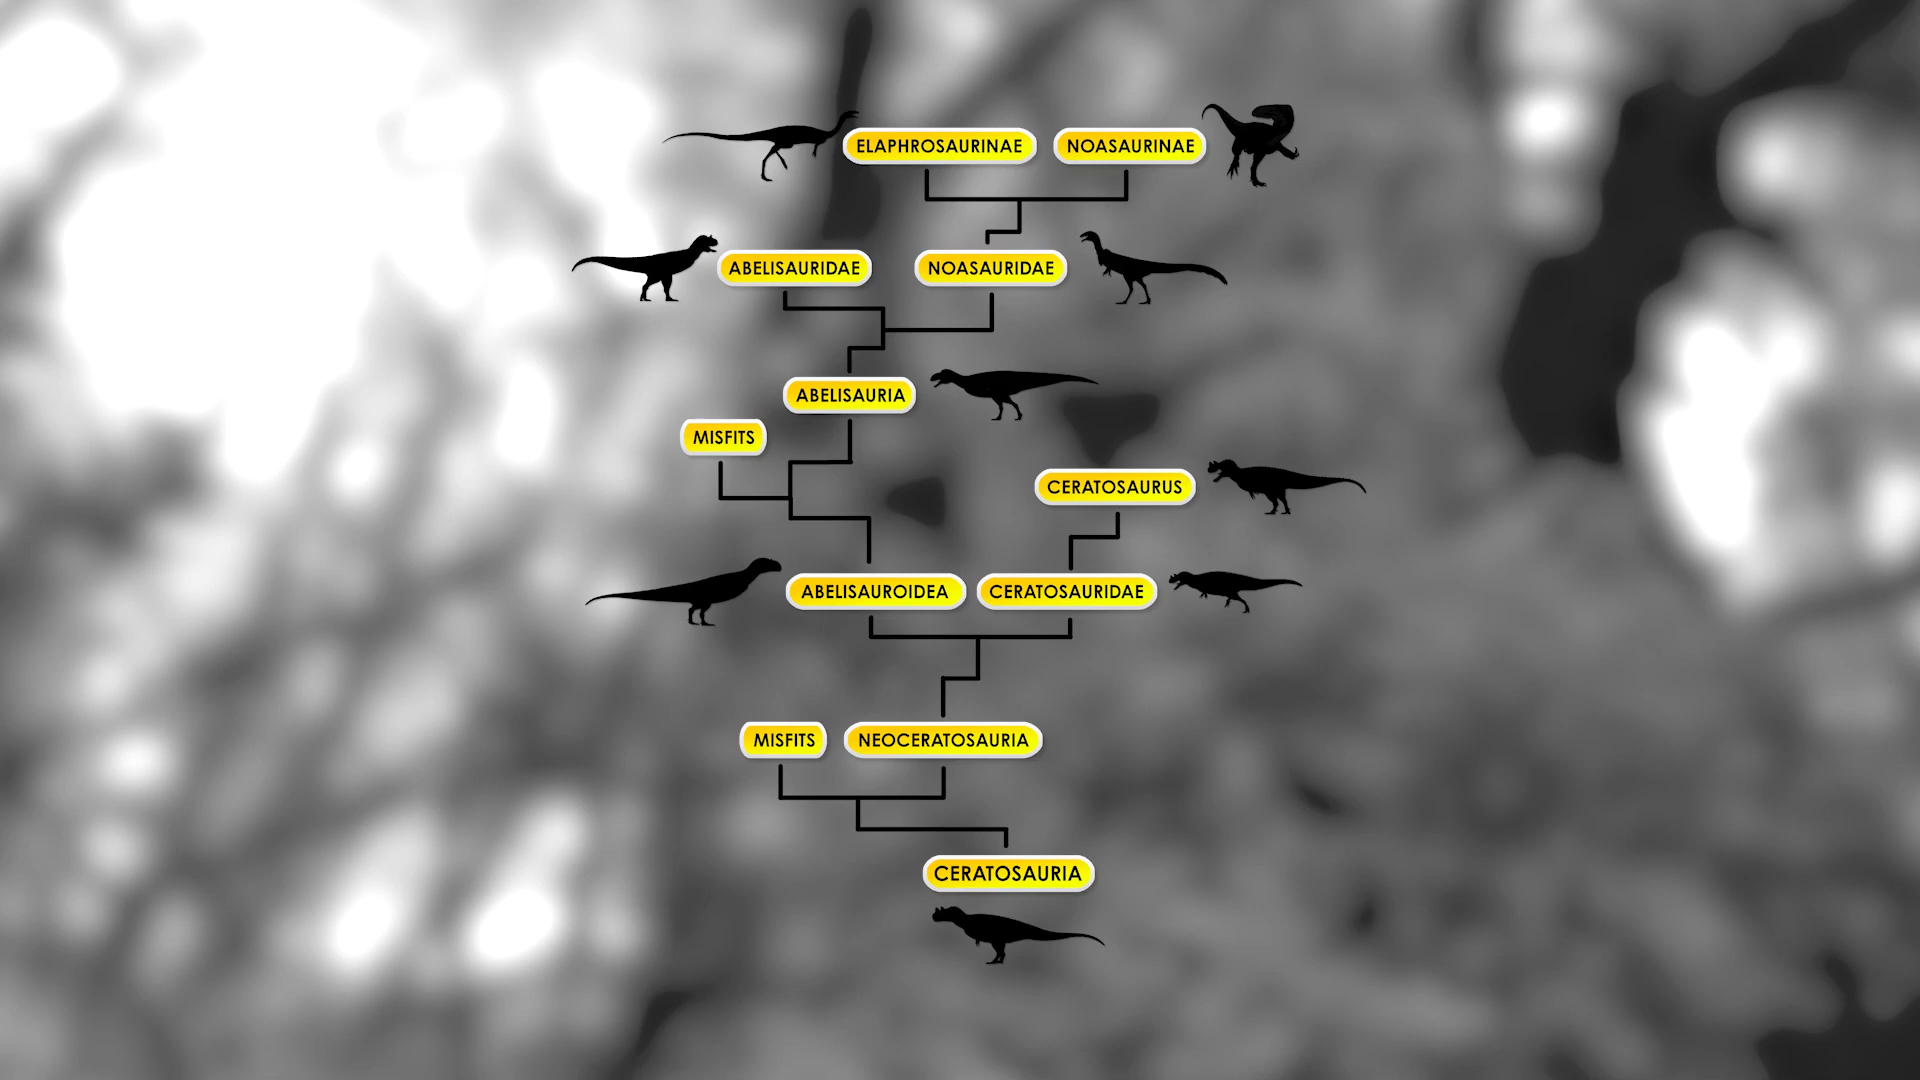 ELAPHROSAURINAE
NOASAURINAE
ABELISAURIDAE
NOASAURIDAE
ABELISAURIA
MISFITS
CERATOSAURUS
ABELISAUROIDEA
CERATOSAURIDAE
MISFITS
NEOCERATOSAURIA
CERATOSAURIA